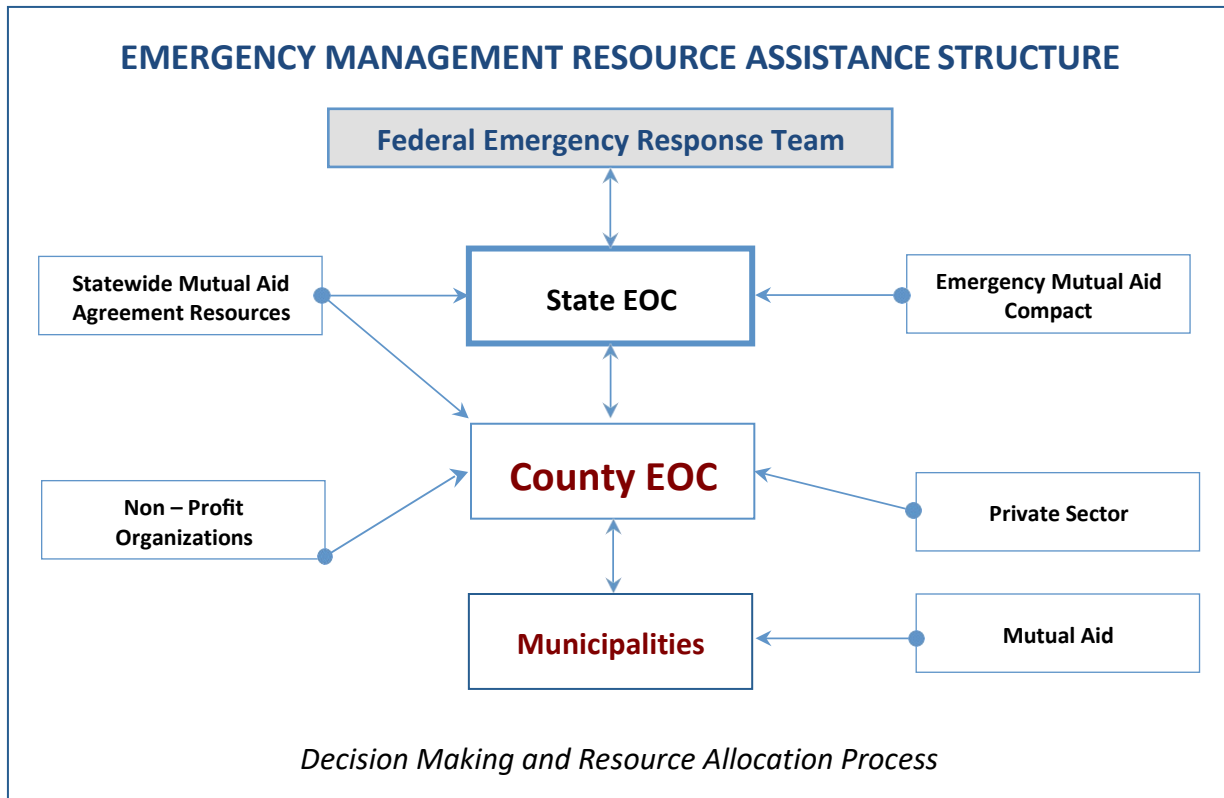 EMERGENCY MANAGEMENT RESOURCE ASSISTANCE STRUCTURE
Federal Emergency Response Team
Statewide Mutual Aid
Agreement Resources
State EOC
Emergency Mutual Aid
Compact
County EOC
Non – Profit
Organizations
Private Sector
Municipalities
Mutual Aid
Decision Making and Resource Allocation Process